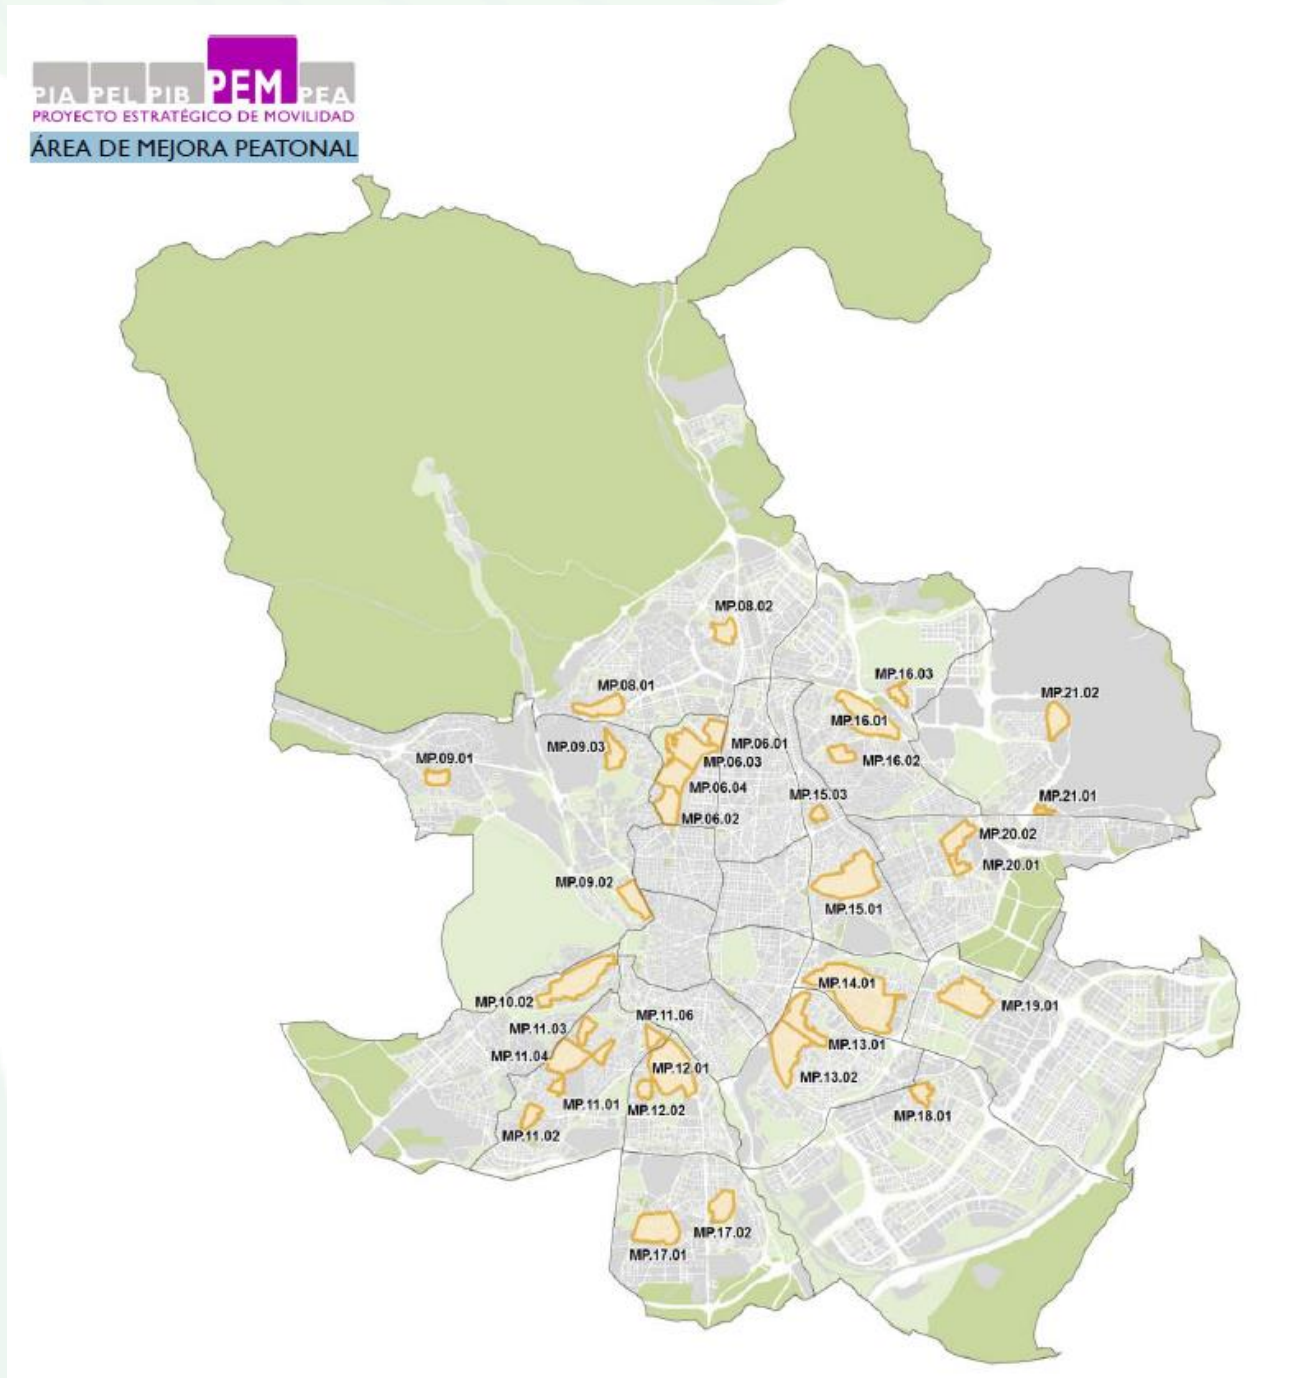 PIA PEL PIB PEM PEA
PROYECTO ESTRATÉGICO DE MOVILIDAD
ÁREA DE MEJORA PEATONAL
MP.08.02
MP.16.03
MP.08.01
MP.21.02
MP.16.01
MP.09.03
MP.06.01
MP.09.01
MP.06.03
MP.16.02
MP.06.04
MP.15.03
MP.21.01
MP.06.02
MP.20.02
MP.20.01
MP.09.02
MP.15.01
MP.14.01
MP.10.02
MP.19.01
MP.11.06
MP.11.03
MP.13.01
MP.11.04
MP.12.01
MP.13.02
MP.11.01
MP.12.02
MP.18.01
MP.11.02
MP.17.02
MP.17.01